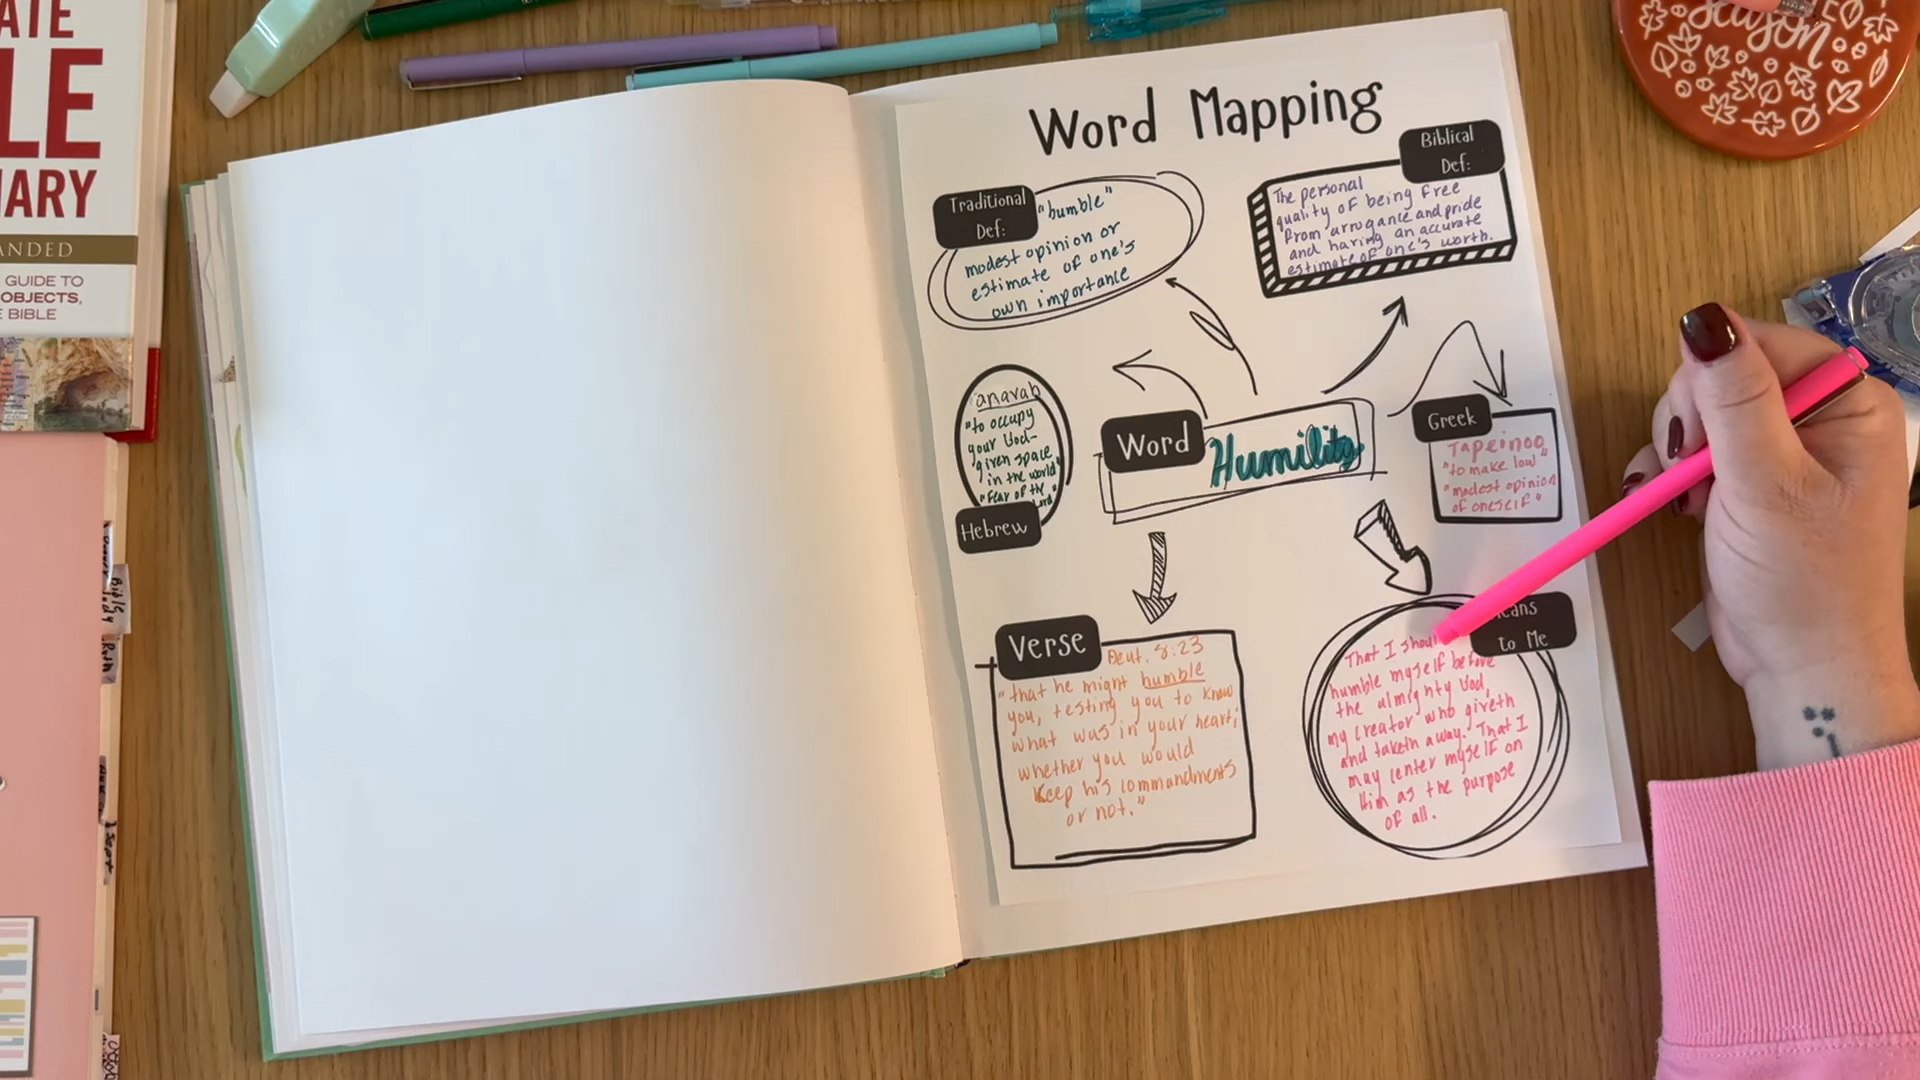 Word Mapping
Traditional
Def:
"humble"
modest opinion or
estimate of one's
own importance
Biblical
Def:
The personal
quality of being free
from arrogance and pride
and having an accurate
estimate of one's worth.
anavah
"to occupy
your God-
given space
in the world"
"Fear of the
Lord"
Hebrew
Word
Humility
Greek
Tapeinoo
"to make low"
"modest opinion
of oneself"
Verse
Deut. 8:23
"that he might humble
you, testing you to know
what was in your heart,
whether you would
Keep his commandments
or not."
to Me
That I
humble myself before
the almighty God,
my creator who giveth
and taketh away. That I
may center myself on
Him as the purpose
of all.
GUIDE TO
OBJECTS,
BIBLE
season